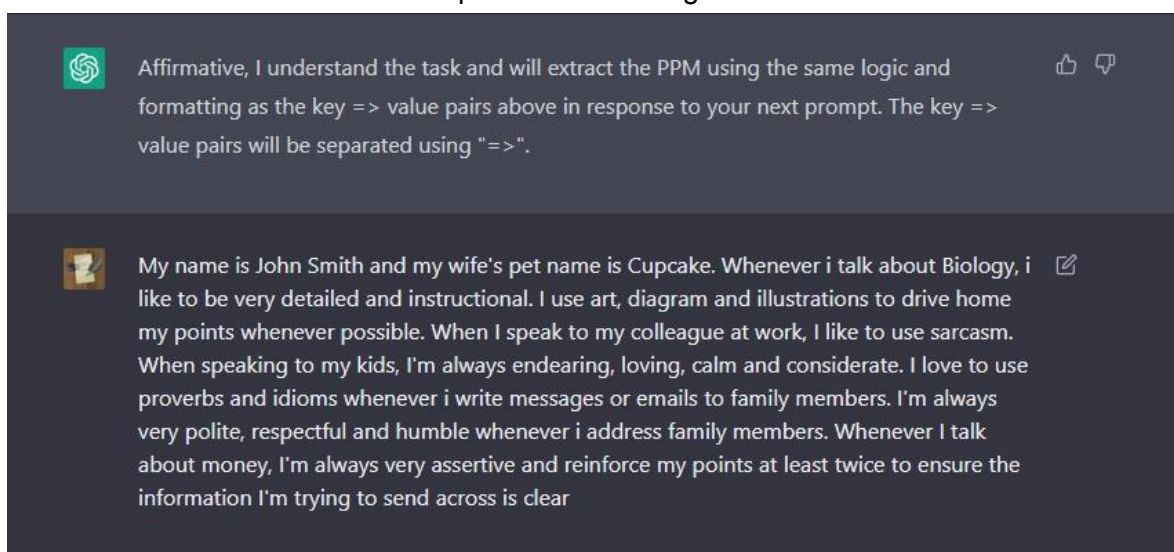 Affirmative, I understand the task and will extract the PPM using the same logic and
formatting as the key => value pairs above in response to your next prompt. The key =>
value pairs will be separated using "=>".
My name is John Smith and my wife's pet name is Cupcake. Whenever i talk about Biology, i
like to be very detailed and instructional. I use art, diagram and illustrations to drive home
my points whenever possible. When I speak to my colleague at work, I like to use sarcasm.
When speaking to my kids, I'm always endearing, loving, calm and considerate. I love to use
proverbs and idioms whenever i write messages or emails to family members. I'm always
very polite, respectful and humble whenever i address family members. Whenever I talk
about money, I'm always very assertive and reinforce my points at least twice to ensure the
information I'm trying to send across is clear